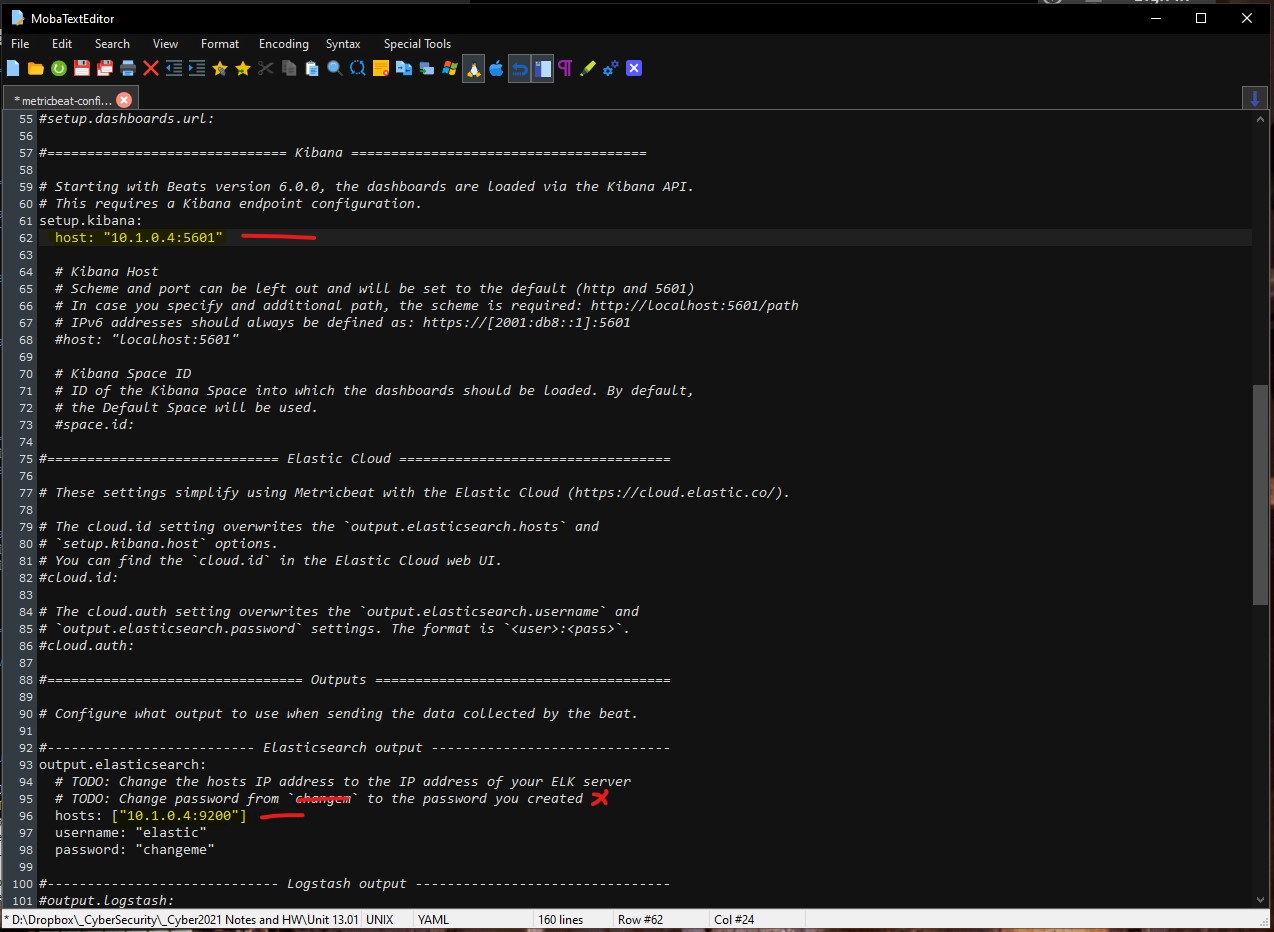 MobaTextEditor
File Edit Search View Format Encoding Syntax Special Tools
* metricbeat-confi...
55 #setup.dashboards.url:
56
57 #============================== Kibana =====================================
58
59 # Starting with Beats version 6.0.0, the dashboards are loaded via the Kibana API.
60 # This requires a Kibana endpoint configuration.
61 setup.kibana:
62   host: "10.1.0.4:5601"
63
64   # Kibana Host
65   # Scheme and port can be left out and will be set to the default (http and 5601)
66   # In case you specify and additional path, the scheme is required: http://localhost:5601/path
67   # IPv6 addresses should always be defined as: https://[2001:db8::1]:5601
68   #host: "localhost:5601"
69
70   # Kibana Space ID
71   # ID of the Kibana Space into which the dashboards should be loaded. By default,
72   # the Default Space will be used.
73   #space.id:
74
75 #============================= Elastic Cloud ==================================
76
77 # These settings simplify using Metricbeat with the Elastic Cloud (https://cloud.elastic.co/).
78
79 # The cloud.id setting overwrites the `output.elasticsearch.hosts` and
80 # `setup.kibana.host` options.
81 # You can find the `cloud.id` in the Elastic Cloud web UI.
82 #cloud.id:
83
84 # The cloud.auth setting overwrites the `output.elasticsearch.username` and
85 # `output.elasticsearch.password` settings. The format is `<user>:<pass>`.
86 #cloud.auth:
87
88 #================================ Outputs =====================================
89
90 # Configure what output to use when sending the data collected by the beat.
91
92 #-------------------------- Elasticsearch output ------------------------------
93 output.elasticsearch:
94   # TODO: Change the hosts IP address to the IP address of your ELK server
95   # TODO: Change password from `changem` to the password you created
96   hosts: ["10.1.0.4:9200"]
97   username: "elastic"
98   password: "changeme"
99
100 #----------------------------- Logstash output --------------------------------
101 #output.logstash:
* D:\Dropbox\_CyberSecurity\_Cyber2021 Notes and HW\Unit 13.01 UNIX YAML 160 lines Row #62 Col #24